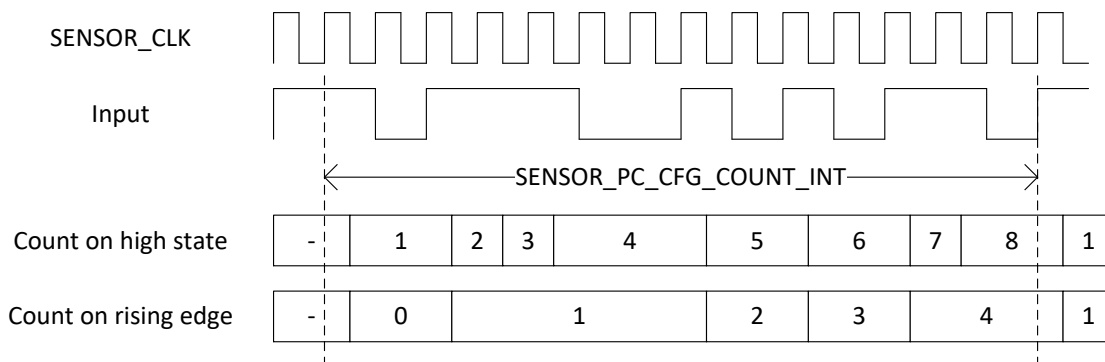 SENSOR_CLK
Input
SENSOR_PC_CFG_COUNT_INT
Count on high state - 1 2 3 4 5 6 7 8 1
Count on rising edge - 0 1 2 3 4 1